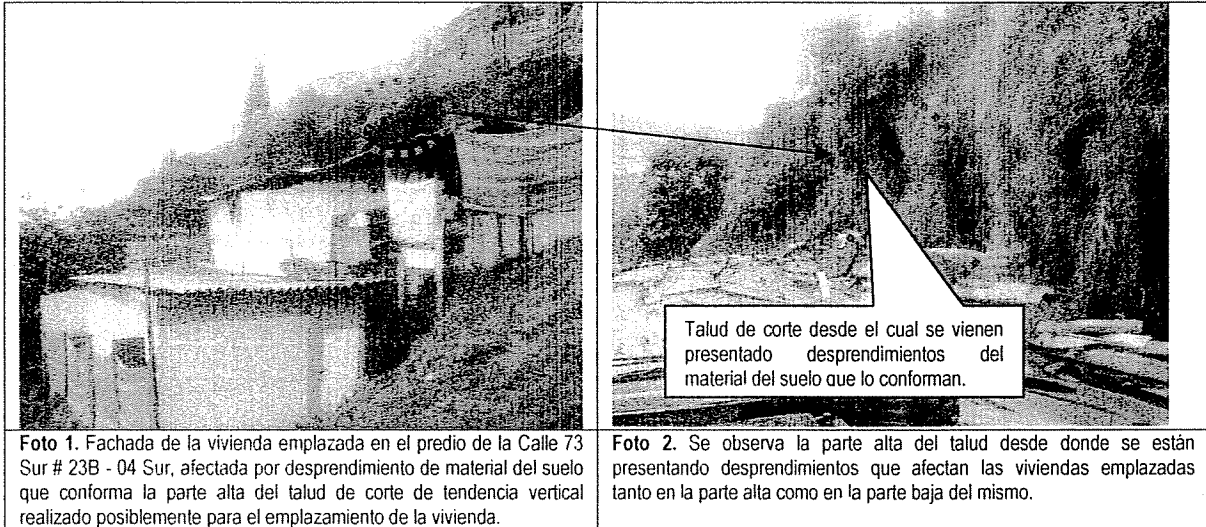 Talud de corte desde el cual se vienen
presentado desprendimientos del
material del suelo que lo conforman.
Foto 1. Fachada de la vivienda emplazada en el predio de la Calle 73
Sur # 23B - 04 Sur, afectada por desprendimiento de material del suelo
que conforma la parte alta del talud de corte de tendencia vertical
realizado posiblemente para el emplazamiento de la vivienda.
Foto 2. Se observa la parte alta del talud desde donde se están
presentando desprendimientos que afectan las viviendas emplazadas
tanto en la parte alta como en la parte baja del mismo.